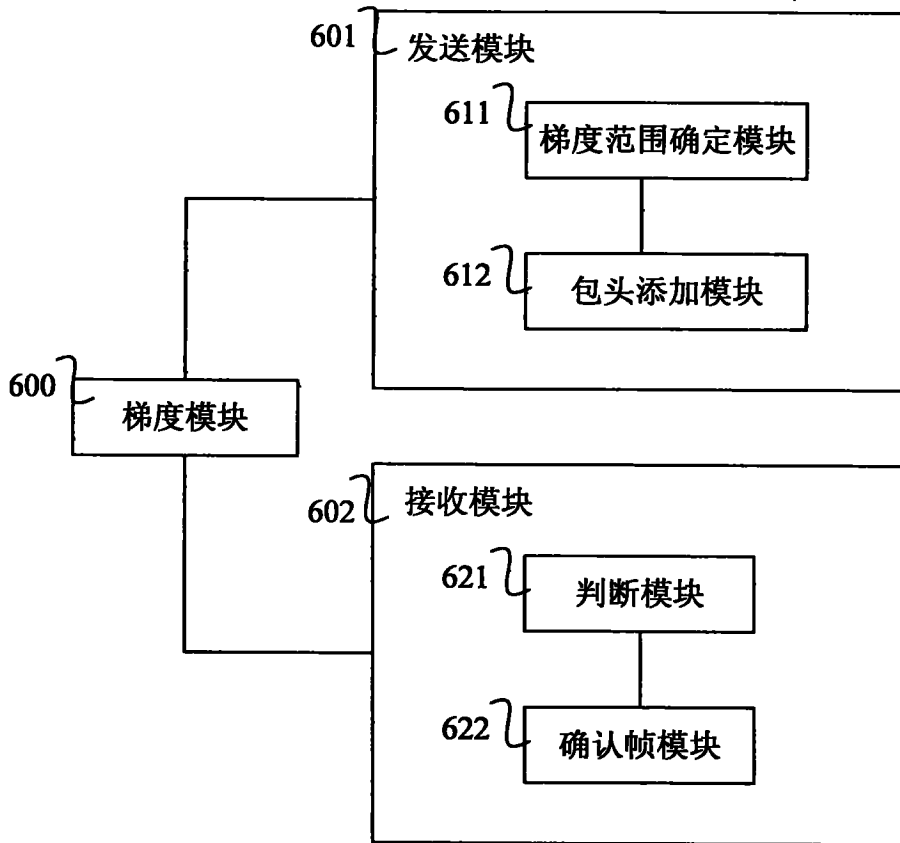 601
发送模块
611
梯度范围确定模块
612
包头添加模块
600
梯度模块
602
接收模块
621
判断模块
622
确认帧模块